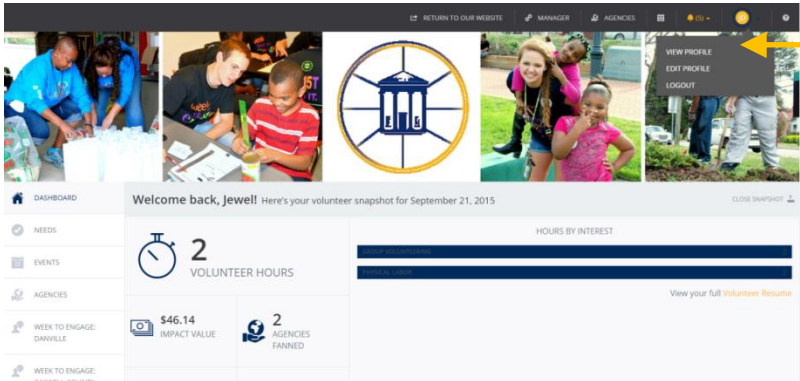 RETURN TO OUR WEBSITE MANAGER AGENCIES (5)
VIEW PROFILE
EDIT PROFILE
LOGOUT
DASHBOARD
Welcome back, Jewel! Here's your volunteer snapshot for September 21, 2015
CLOSE SNAPSHOT
NEEDS
EVENTS
AGENCIES
WEEK TO ENGAGE:
DANVILLE
WEEK TO ENGAGE:
2
VOLUNTEER HOURS
$46.14
IMPACT VALUE
2
AGENCIES
FANNED
HOURS BY INTEREST
GROUP VOLUNTEERING
PHYSICAL LABOR
View your full Volunteer Resume